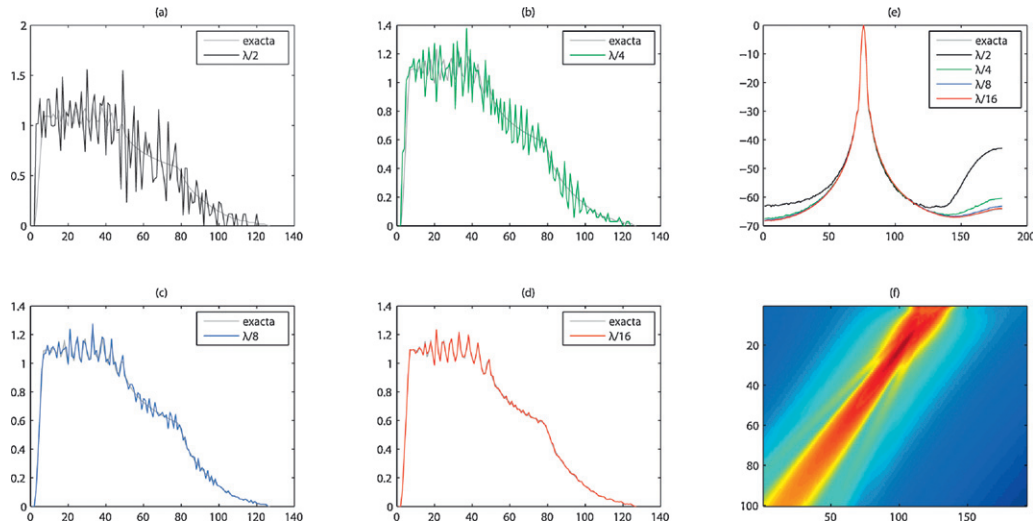 (a)
2
1.5
1
0.5
0
0 20 40 60 80 100 120 140
exacta
λ/2
(b)
1.4
1.2
1
0.8
0.6
0.4
0.2
0
0 20 40 60 80 100 120 140
exacta
λ/4
(e)
0
−10
−20
−30
−40
−50
−60
−70
0 50 100 150 200
exacta
λ/2
λ/4
λ/8
λ/16
(c)
1.4
1.2
1
0.8
0.6
0.4
0.2
0
0 20 40 60 80 100 120 140
exacta
λ/8
(d)
1.4
1.2
1
0.8
0.6
0.4
0.2
0
0 20 40 60 80 100 120 140
exacta
λ/16
(f)
20
40
60
80
100
50 100 150